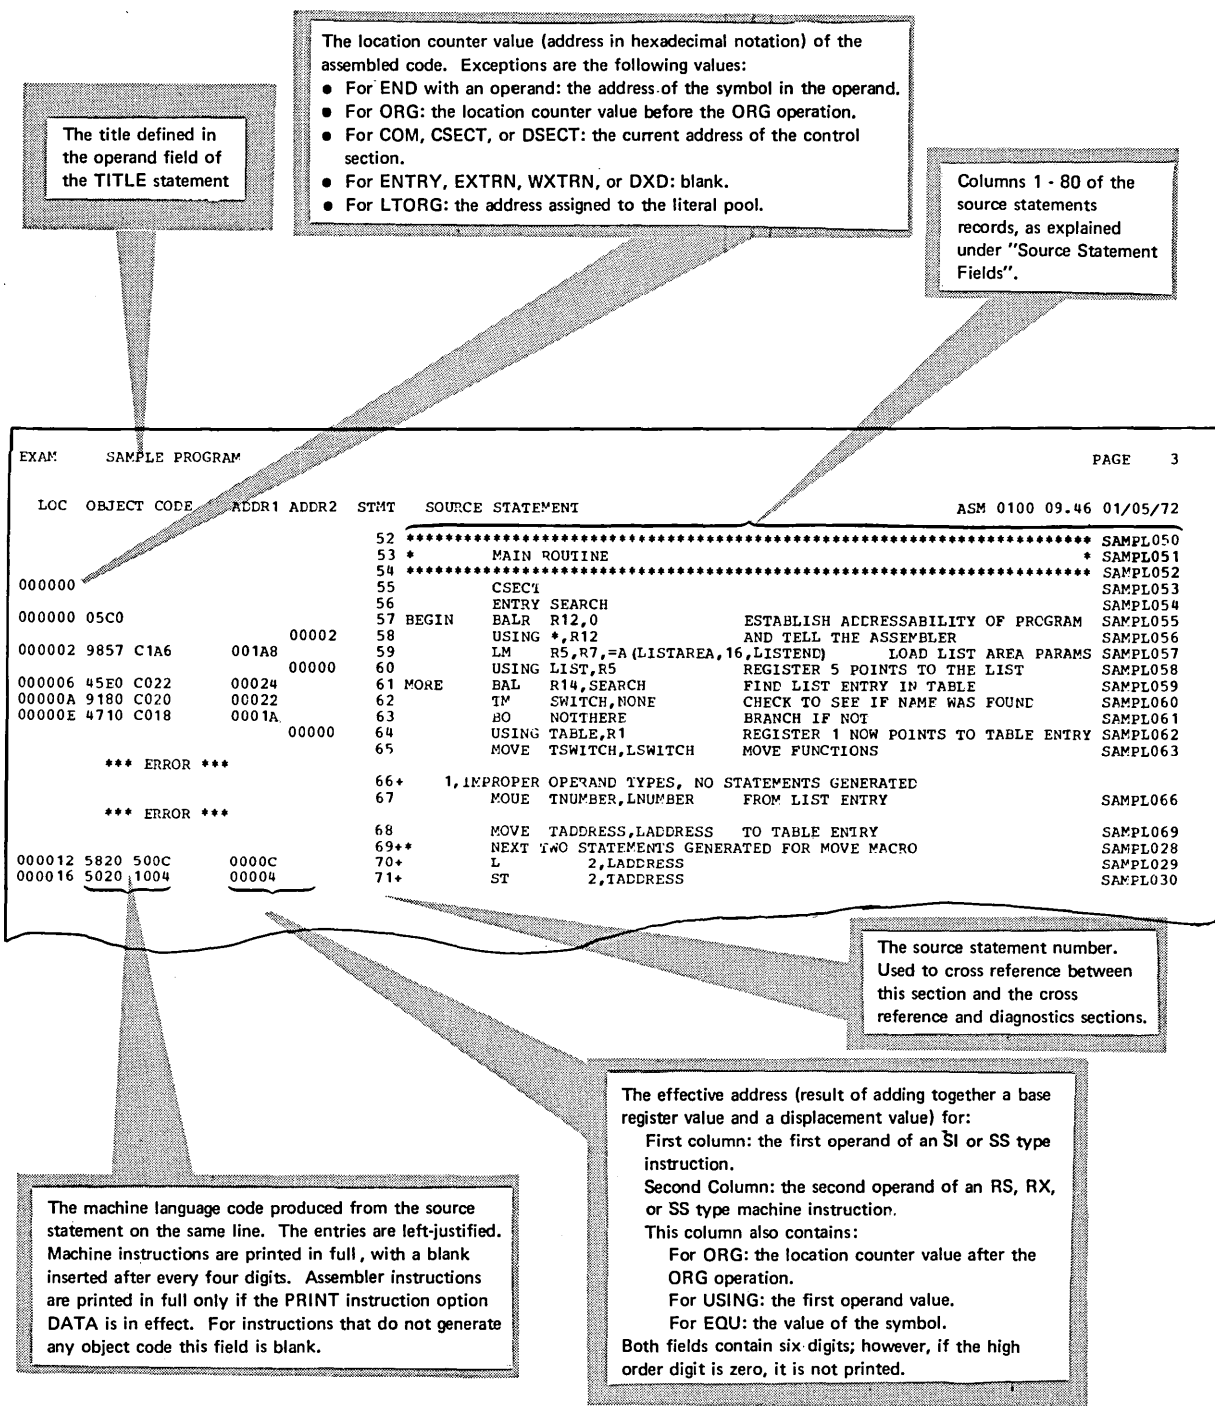 The location counter value (address in hexadecimal notation) of the
assembled code. Exceptions are the following values:
● For END with an operand: the address of the symbol in the operand.
● For ORG: the location counter value before the ORG operation.
● For COM, CSECT, or DSECT: the current address of the control
section.
● For ENTRY, EXTRN, WXTRN, or DXD: blank.
● For LTORG: the address assigned to the literal pool.
The title defined in
the operand field of
the TITLE statement
Columns 1 - 80 of the
source statements
records, as explained
under "Source Statement
Fields".
EXAM SAMPLE PROGRAM PAGE 3
LOC OBJECT CODE ADDR1 ADDR2 STMT SOURCE STATEMENT ASM 0100 09.46 01/05/72
52 ********************************************************************** SAMPL050
53 * MAIN ROUTINE * SAMPL051
54 ********************************************************************** SAMPL052
000000 55 CSECT SAMPL053
56 ENTRY SEARCH SAMPL054
000000 05C0 57 BEGIN BALR R12,0 ESTABLISH ADDRESSABILITY OF PROGRAM SAMPL055
00002 58 USING *,R12 AND TELL THE ASSEMBLER SAMPL056
000002 9857 C1A6 001A8 59 LM R5,R7,=A(LISTAREA,16,LISTEND) LOAD LIST AREA PARAMS SAMPL057
00000 60 USING LIST,R5 REGISTER 5 POINTS TO THE LIST SAMPL058
000006 45E0 C022 00024 61 MORE BAL R14,SEARCH FIND LIST ENTRY IN TABLE SAMPL059
00000A 9180 C020 00022 62 TM SWITCH,NONE CHECK TO SEE IF NAME WAS FOUND SAMPL060
00000E 4710 C018 0001A 63 BO NOTTHERE BRANCH IF NOT SAMPL061
00000 64 USING TABLE,R1 REGISTER 1 NOW POINTS TO TABLE ENTRY SAMPL062
65 MOVE TSWITCH,LSWITCH MOVE FUNCTIONS SAMPL063
*** ERROR ***
66+ 1,IMPROPER OPERAND TYPES, NO STATEMENTS GENERATED
67 MOUE TNUMBER,LNUMBER FROM LIST ENTRY SAMPL066
*** ERROR ***
68 MOVE TADDRESS,LADDRESS TO TABLE ENTRY SAMPL069
69+* NEXT TWO STATEMENTS GENERATED FOR MOVE MACRO SAMPL028
000012 5820 500C 0000C 70+ L 2,LADDRESS SAMPL029
000016 5020 1004 00004 71+ ST 2,TADDRESS SAMPL030
The source statement number.
Used to cross reference between
this section and the cross
reference and diagnostics sections.
The effective address (result of adding together a base
register value and a displacement value) for:
First column: the first operand of an SI or SS type
instruction.
Second Column: the second operand of an RS, RX,
or SS type machine instruction.
This column also contains:
For ORG: the location counter value after the
ORG operation.
For USING: the first operand value.
For EQU: the value of the symbol.
Both fields contain six digits; however, if the high
order digit is zero, it is not printed.
The machine language code produced from the source
statement on the same line. The entries are left-justified.
Machine instructions are printed in full, with a blank
inserted after every four digits. Assembler instructions
are printed in full only if the PRINT instruction option
DATA is in effect. For instructions that do not generate
any object code this field is blank.